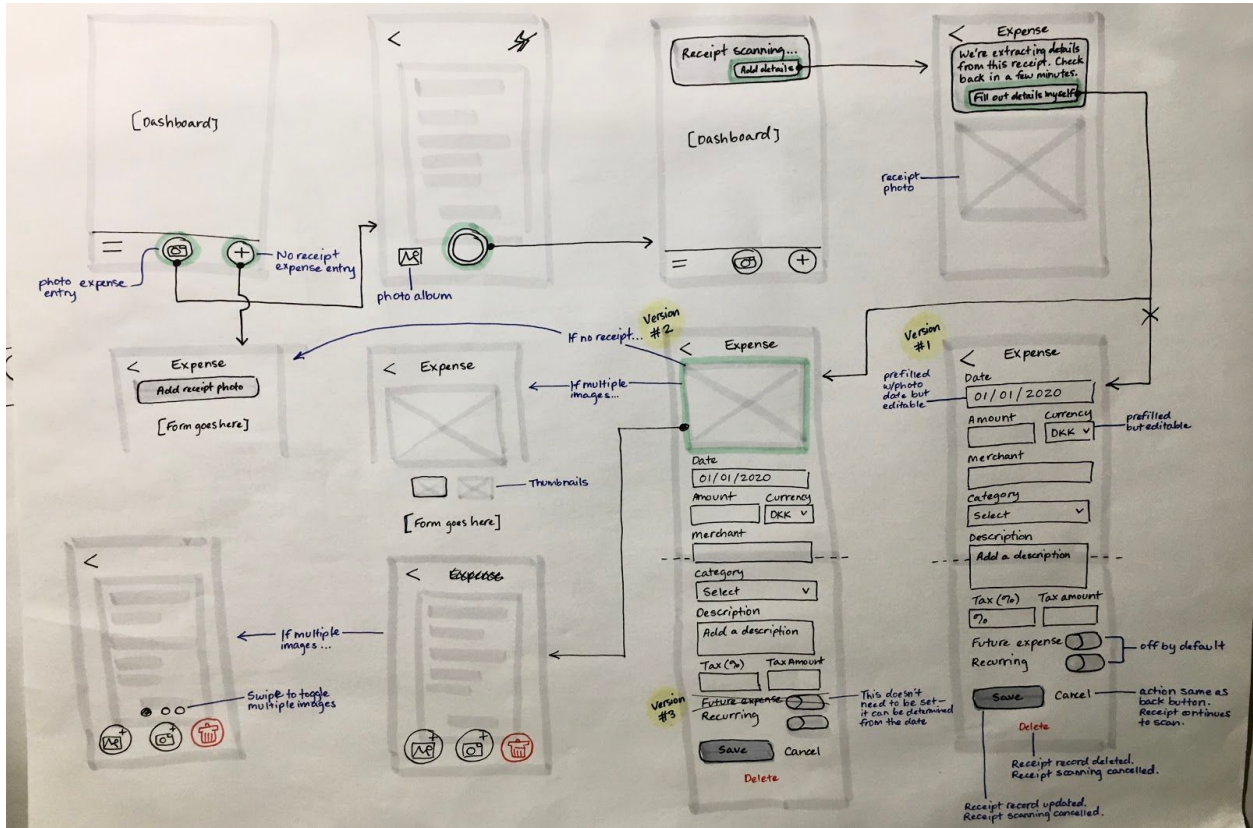 [Dashboard]
photo expense
entry
No receipt
expense entry
photo album
Receipt scanning...
Add details
[Dashboard]
Expense
We're extracting details
from this receipt. Check
back in a few minutes.
Fill out details myself
receipt
photo
Expense
Add receipt photo
[Form goes here]
Expense
Thumbnails
[Form goes here]
If no receipt...
If multiple
images...
Version
#2
Expense
Date
01/01/2020
Amount
Currency
DKK
merchant
Category
Select
Description
Add a description
Tax (%)
Tax Amount
Version
#3
Future expense
Recurring
This doesn't
need to be set –
it can be determined
from the date
Save
Cancel
Delete
Version
#1
Expense
prefilled
w/photo
date but
editable
Date
01/01/2020
Amount
Currency
DKK
prefilled
but editable
merchant
Category
Select
Description
Add a description
Tax (%)
Tax amount
%
Future expense
Recurring
off by default
Save
Cancel
action same as
back button.
Receipt continues
to scan.
Delete
Receipt record deleted.
Receipt scanning cancelled.
Receipt record updated.
Receipt scanning cancelled.
Expense
If multiple
images...
Swipe to toggle
multiple images